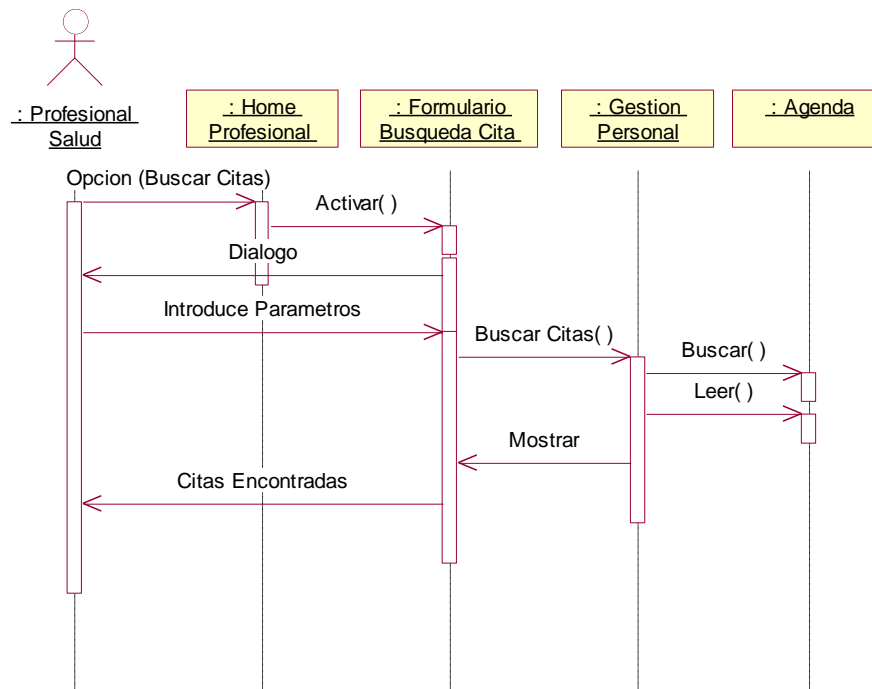 : Profesional
Salud
: Home
Profesional
: Formulario
Busqueda Cita
: Gestion
Personal
: Agenda
Opcion (Buscar Citas)
Activar( )
Dialogo
Introduce Parametros
Buscar Citas( )
Buscar( )
Leer( )
Mostrar
Citas Encontradas